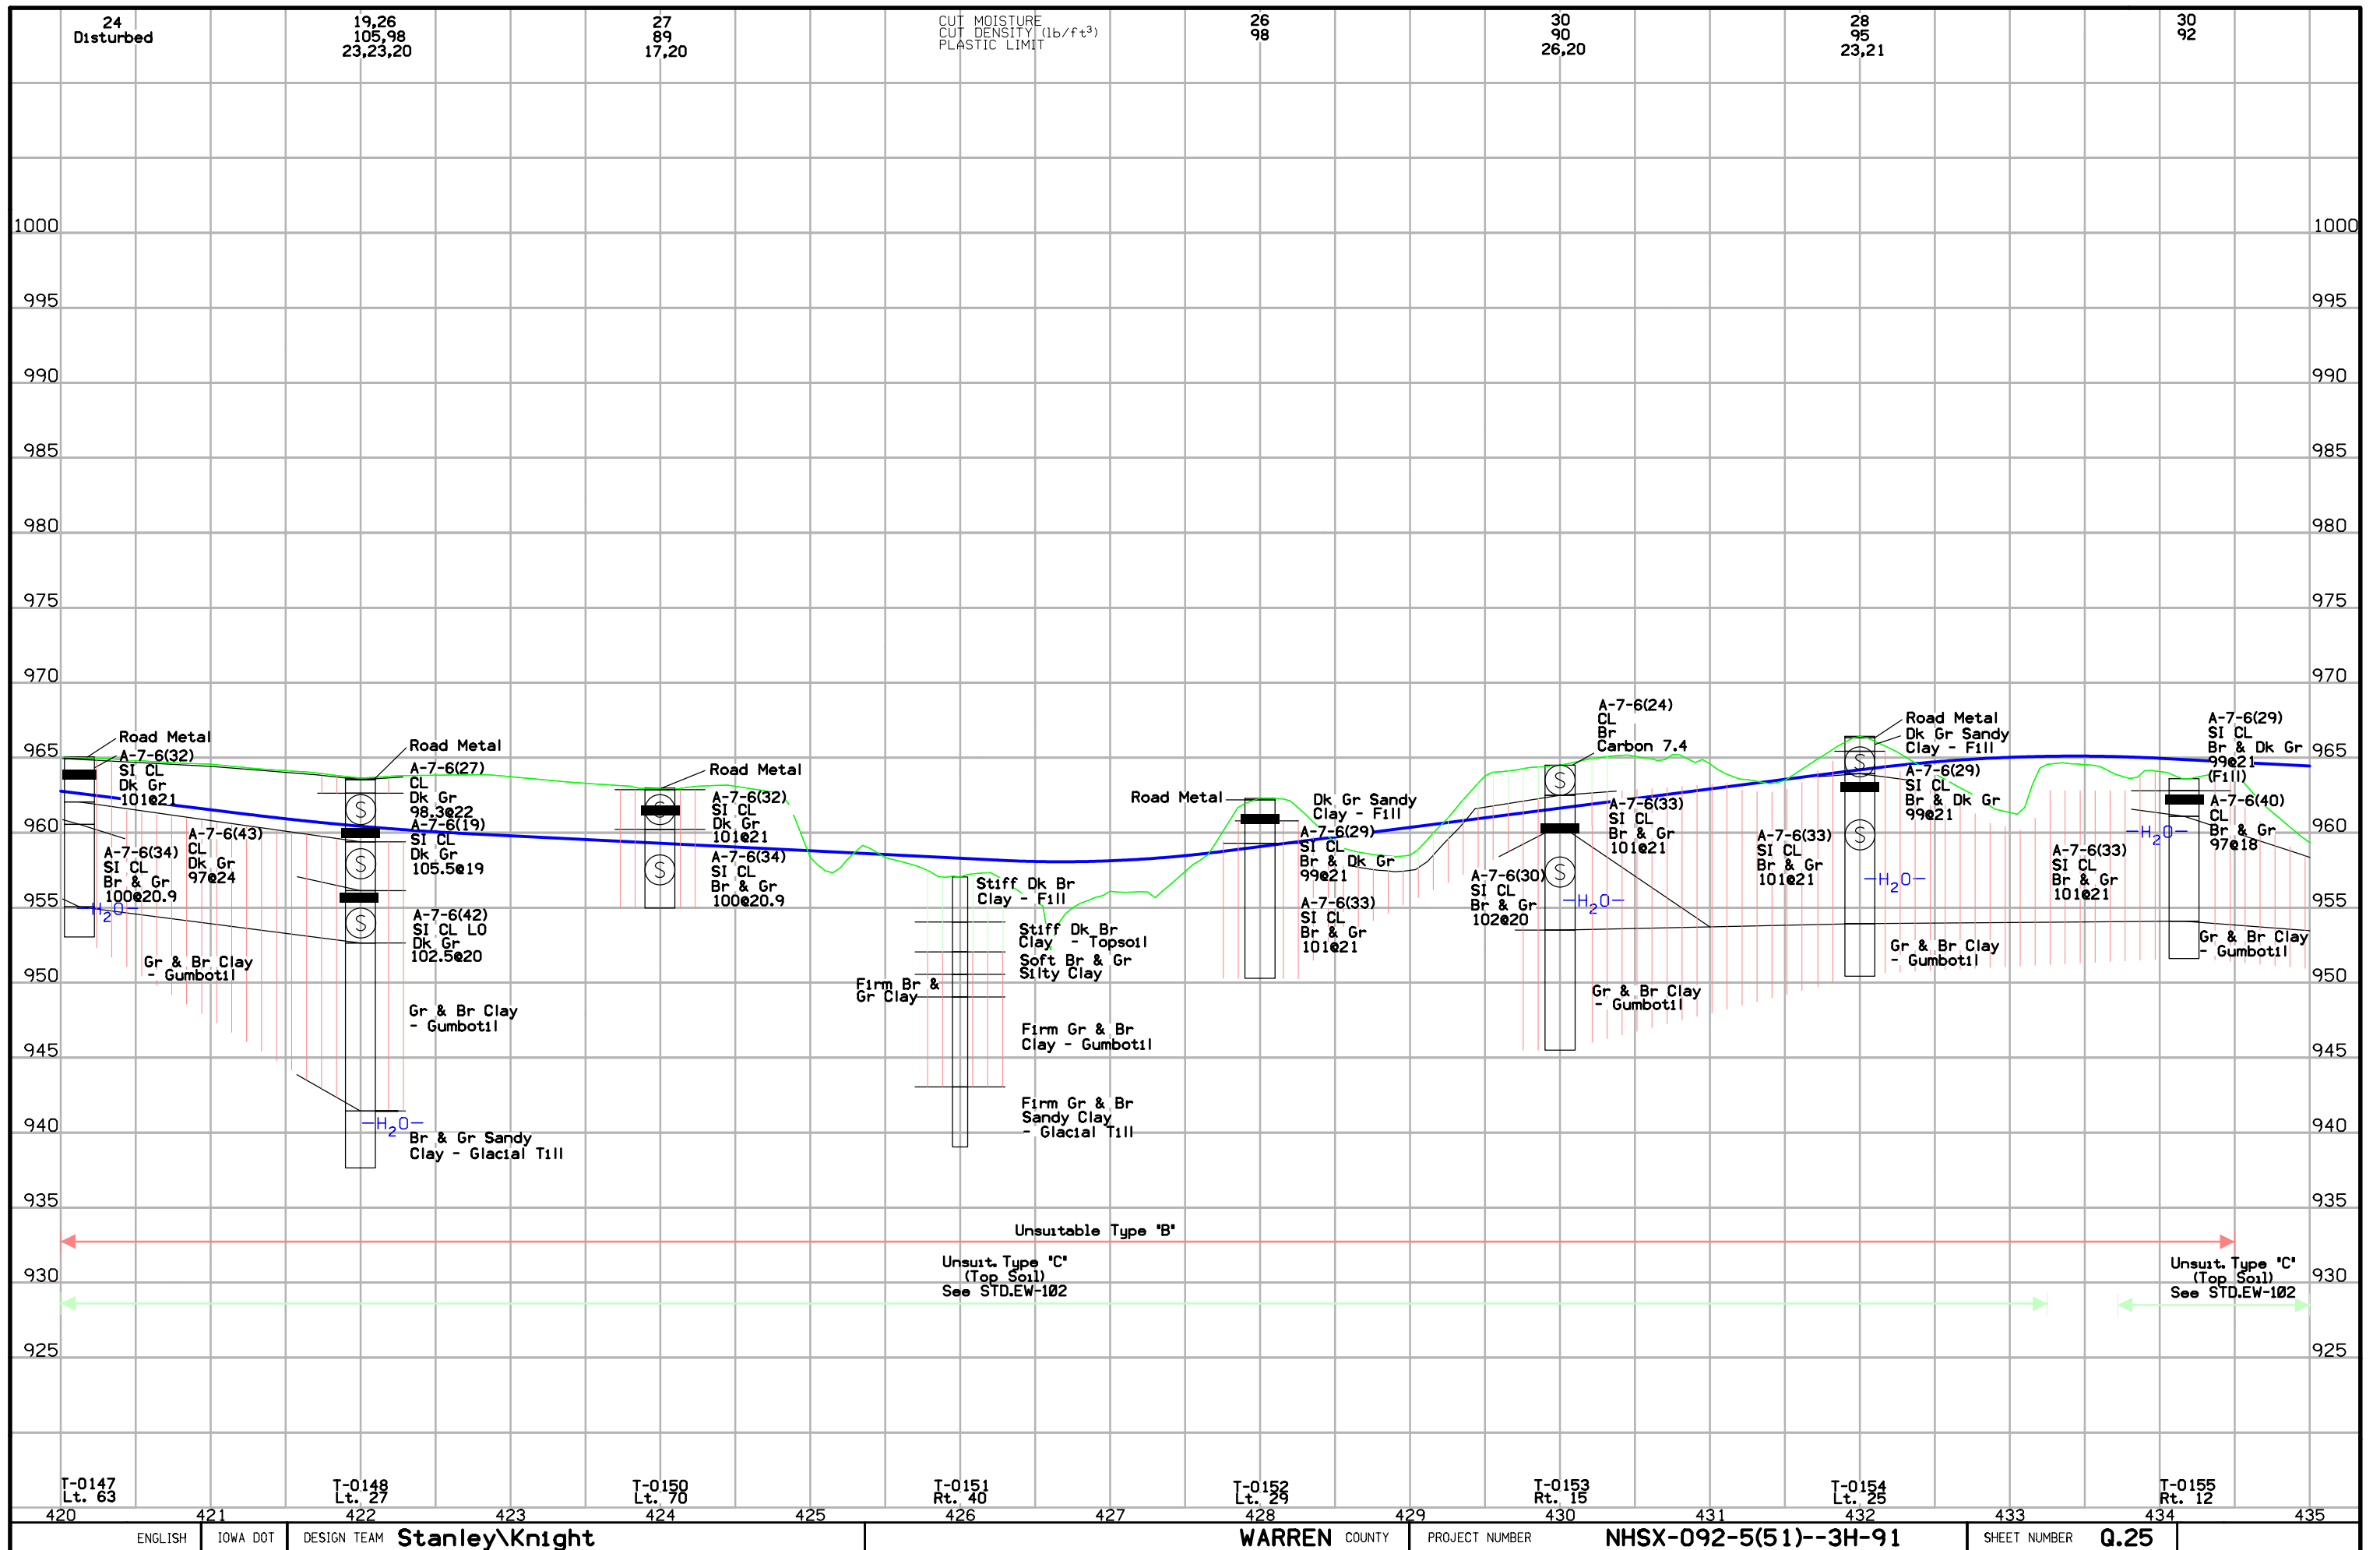 24
Disturbed
19,26
105,98
23,23,20
27
89
17,20
CUT MOISTURE
CUT DENSITY (lb/ft³)
PLASTIC LIMIT
26
98
30
90
26,20
28
95
23,21
30
92
1000 1000
995 995
990 990
985 985
980 980
975 975
970 970
965 965
960 960
955 955
950 950
945 945
940 940
935 935
930 930
925 925
Road Metal
A-7-6(32)
SI CL
Dk Gr
101@21
A-7-6(34)
SI CL
Br & Gr
100@20.9
A-7-6(43)
CL
Dk Gr
97@24
-H2O-
Gr & Br Clay
- Gumbotil
Road Metal
A-7-6(27)
CL
Dk Gr
98.3@22
A-7-6(19)
SI CL
Dk Gr
105.5@19
A-7-6(42)
SI CL LO
Dk Gr
102.5@20
S
S
S
Gr & Br Clay
- Gumbotil
-H2O-
Br & Gr Sandy
Clay - Glacial Till
Road Metal
A-7-6(32)
SI CL
Dk Gr
101@21
A-7-6(34)
SI CL
Br & Gr
100@20.9
S
S
Stiff Dk Br
Clay - Fill
Stiff Dk Br
Clay - Topsoil
Soft Br & Gr
Silty Clay
Firm Br &
Gr Clay
Firm Gr & Br
Clay - Gumbotil
Firm Gr & Br
Sandy Clay
- Glacial Till
Road Metal
Dk Gr Sandy
Clay - Fill
A-7-6(29)
SI CL
Br & Dk Gr
99@21
A-7-6(33)
SI CL
Br & Gr
101@21
A-7-6(24)
CL
Br
Carbon 7.4
S
S
A-7-6(33)
SI CL
Br & Gr
101@21
A-7-6(30)
SI CL
Br & Gr
102@20
-H2O-
Gr & Br Clay
- Gumbotil
Road Metal
Dk Gr Sandy
Clay - Fill
A-7-6(29)
SI CL
Br & Dk Gr
99@21
S
S
A-7-6(33)
SI CL
Br & Gr
101@21
-H2O-
Gr & Br Clay
- Gumbotil
A-7-6(33)
SI CL
Br & Gr
101@21
A-7-6(29)
SI CL
Br & Dk Gr
99@21
(Fill)
A-7-6(40)
CL
Br & Gr
97@18
-H2O-
Gr & Br Clay
- Gumbotil
Unsuitable Type "B"
Unsuit. Type "C"
(Top Soil)
See STD.EW-102
Unsuit. Type "C"
(Top Soil)
See STD.EW-102
T-0147
Lt. 63
T-0148
Lt. 27
T-0150
Lt. 70
T-0151
Rt. 40
T-0152
Lt. 29
T-0153
Rt. 15
T-0154
Lt. 25
T-0155
Rt. 12
420 421 422 423 424 425 426 427 428 429 430 431 432 433 434 435
ENGLISH IOWA DOT DESIGN TEAM Stanley\Knight WARREN COUNTY PROJECT NUMBER NHSX-092-5(51)--3H-91 SHEET NUMBER Q.25